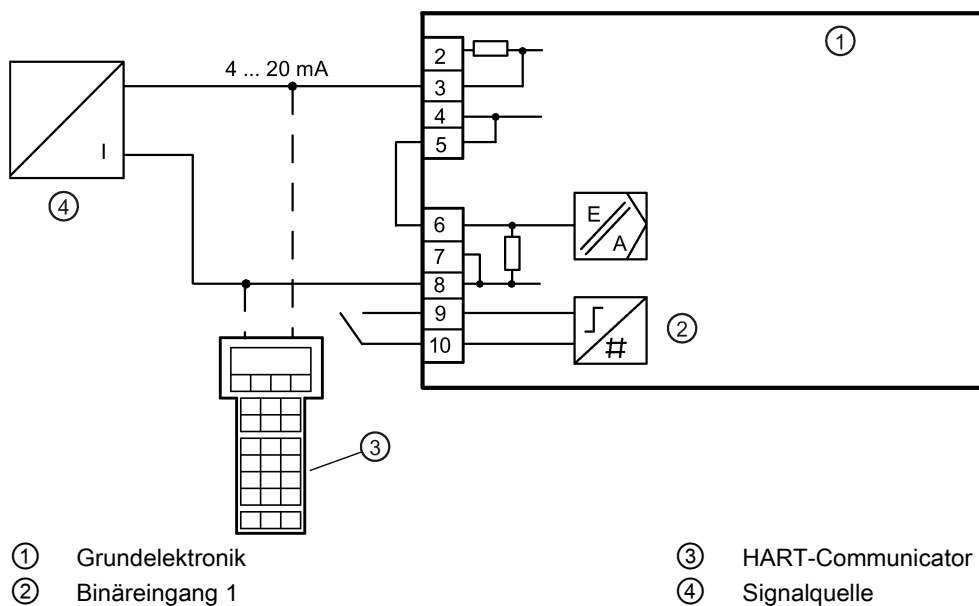 ①
2
4 ... 20 mA
3
4
5
I
④
6
E
A
7
8
9
②
10
#
③
① Grundelektronik
② Binäreingang 1
③ HART-Communicator
④ Signalquelle